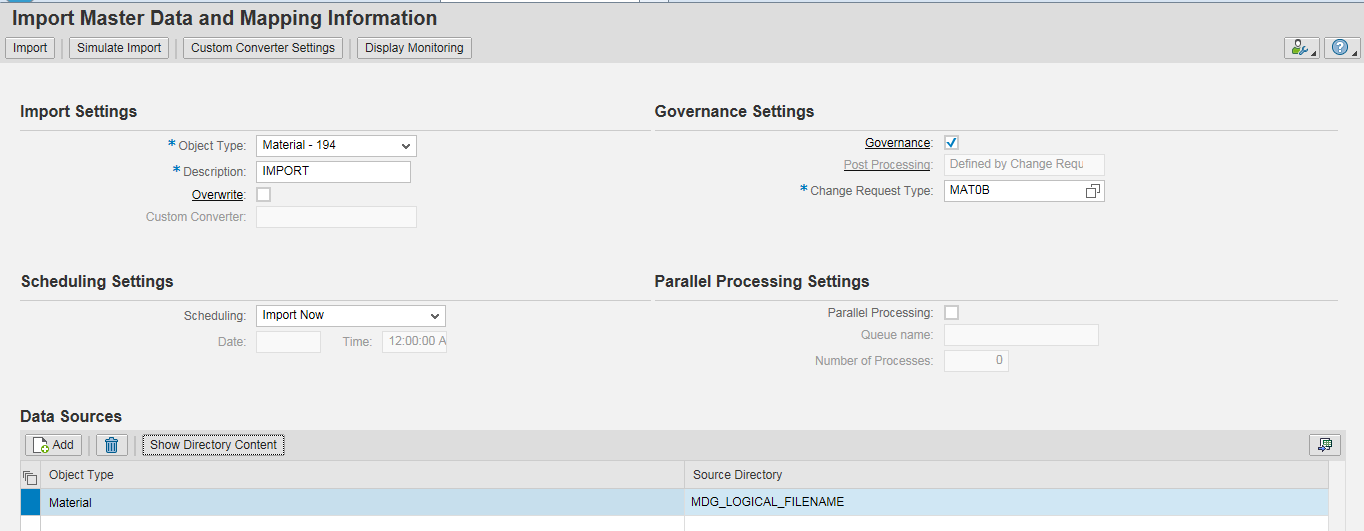 Import Master Data and Mapping Information
Import Simulate Import Custom Converter Settings Display Monitoring
Import Settings
* Object Type: Material - 194
* Description: IMPORT
Overwrite:
Custom Converter:
Governance Settings
Governance:
Post Processing: Defined by Change Requ
* Change Request Type: MAT0B
Scheduling Settings
Scheduling: Import Now
Date: Time: 12:00:00 A
Parallel Processing Settings
Parallel Processing:
Queue name:
Number of Processes: 0
Data Sources
Add Show Directory Content
Object Type Source Directory
Material MDG_LOGICAL_FILENAME